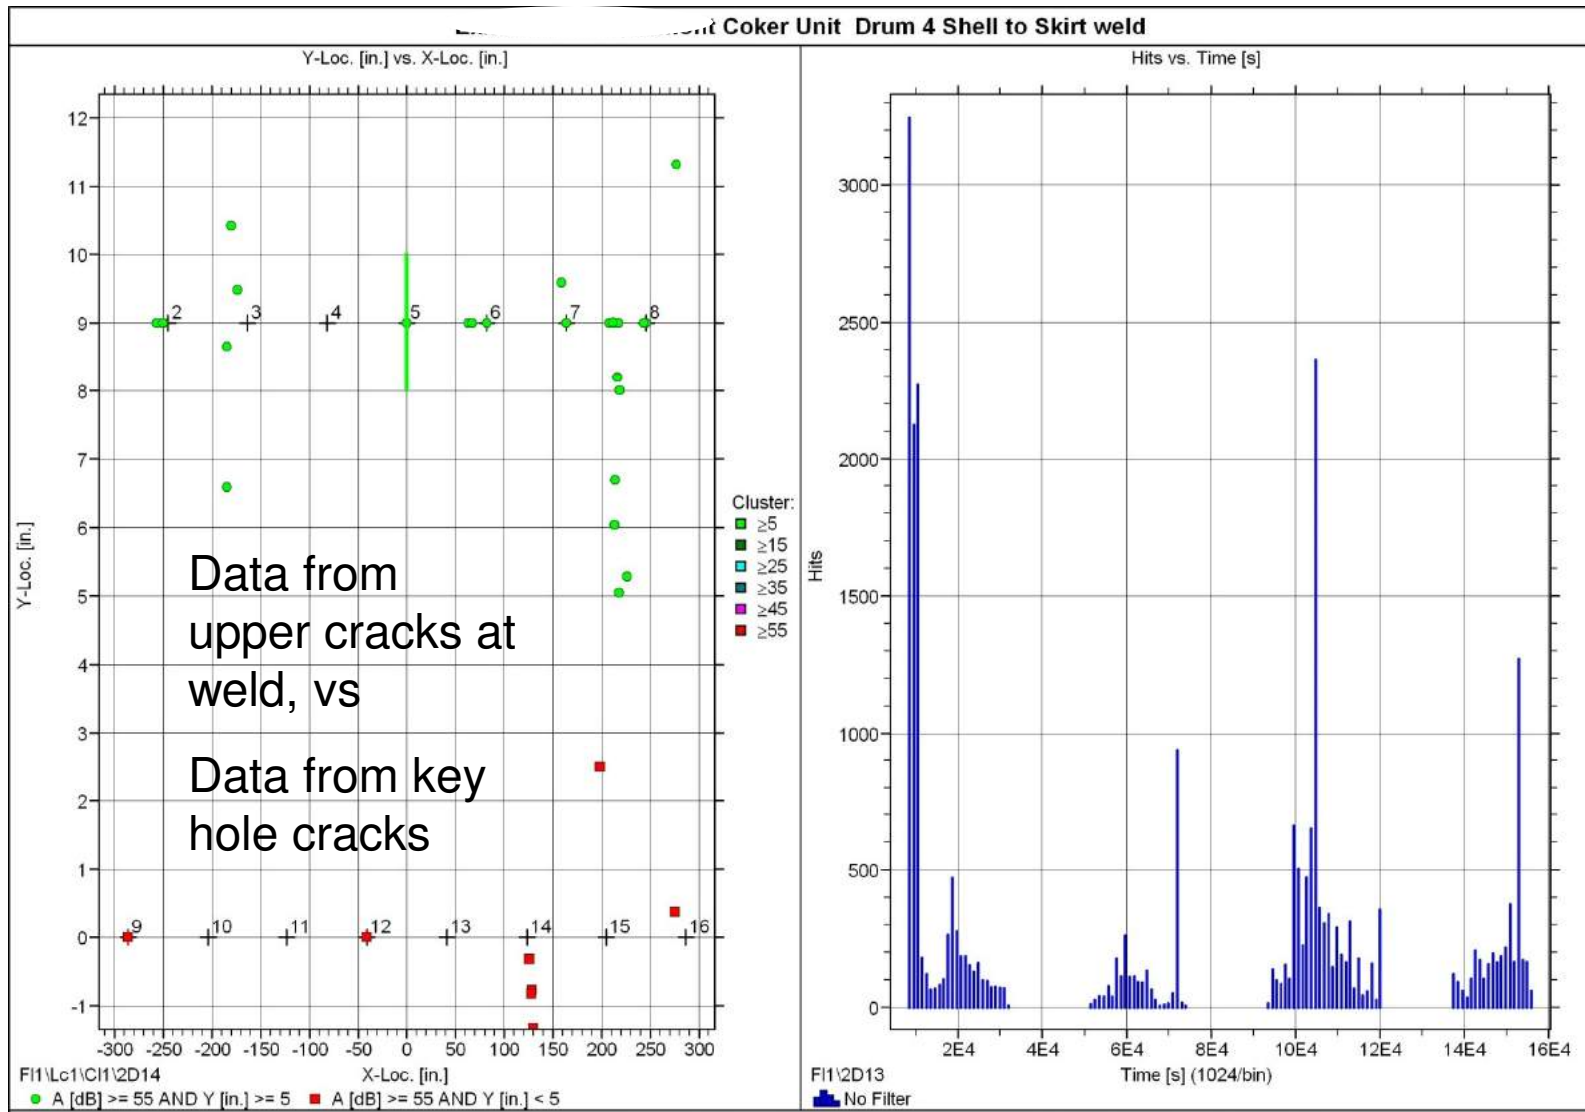 Coker Unit Drum 4 Shell to Skirt weld
Y-Loc. [in.] vs. X-Loc. [in.]
12
11
10
9
8
7
6
5
4
3
2
1
0
-1
Y-Loc. [in.]
2
3
4
5
6
7
8
Data from
upper cracks at
weld, vs
Data from key
hole cracks
9
10
11
12
13
14
15
16
-300
-250
-200
-150
-100
-50
0
50
100
150
200
250
300
Fl1\Lc1\Cl1\2D14
X-Loc. [in.]
A [dB] >= 55 AND Y [in.] >= 5
A [dB] >= 55 AND Y [in.] < 5
Cluster:
≥5
≥15
≥25
≥35
≥45
≥55
Hits vs. Time [s]
3000
2500
2000
1500
1000
500
0
Hits
2E4
4E4
6E4
8E4
10E4
12E4
14E4
16E4
Fl1\2D13
Time [s] (1024/bin)
No Filter